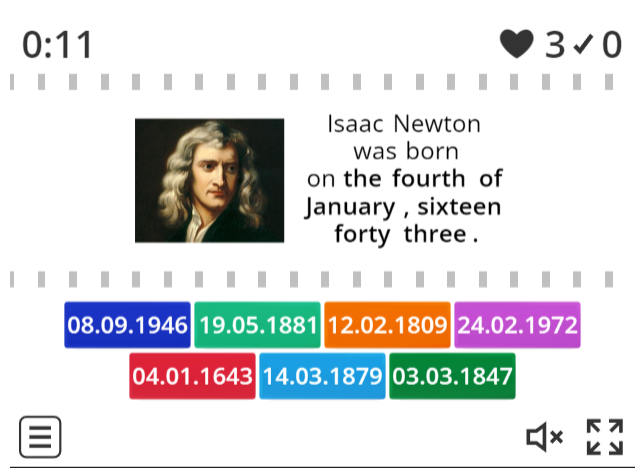 0:11
3 ✓ 0
Isaac Newton
was born
on the fourth of
January , sixteen
forty three .
08.09.1946 19.05.1881 12.02.1809 24.02.1972
04.01.1643 14.03.1879 03.03.1847